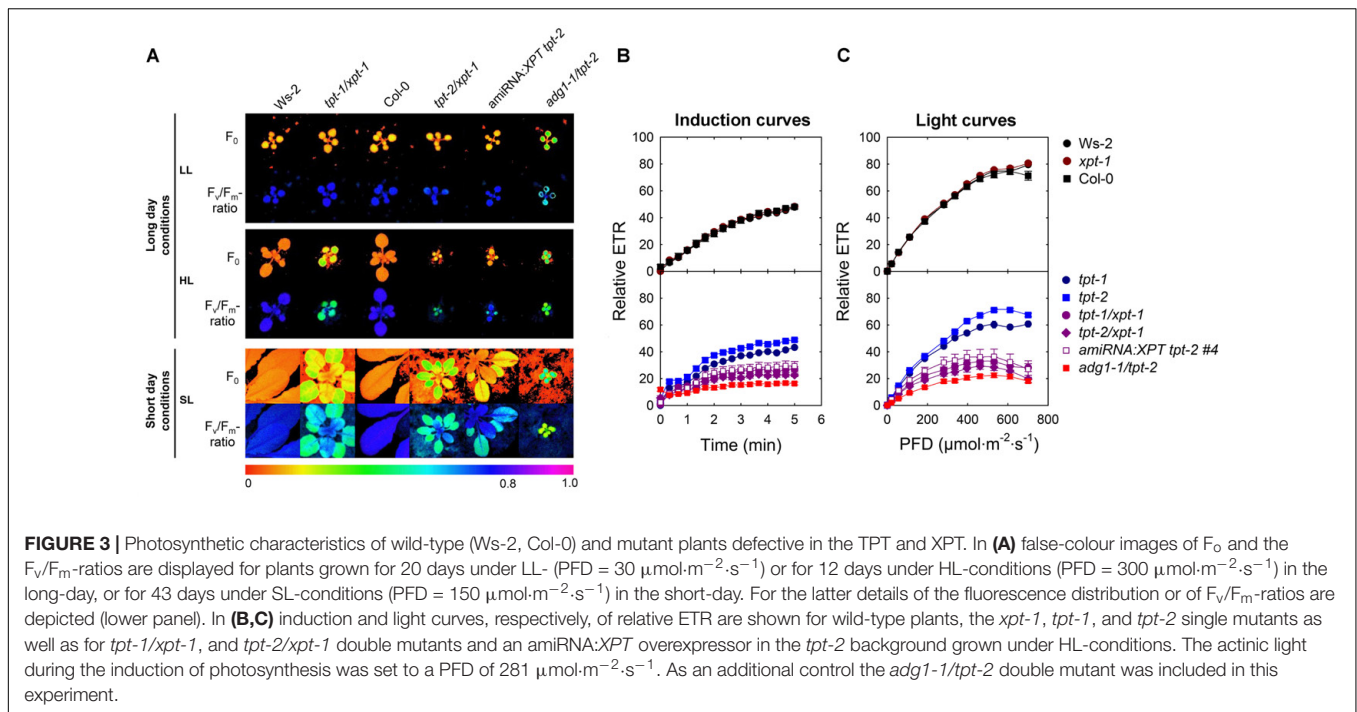 A
Ws-2
tpt-1/xpt-1
Col-0
tpt-2/xpt-1
amiRNA:XPT tpt-2
adg1-1/tpt-2
Long day
conditions
LL
F0
Fv/Fm-
ratio
HL
F0
Fv/Fm-
ratio
Short day
conditions
SL
F0
Fv/Fm-
ratio
0
0.8
1.0
B
Induction curves
Relative ETR
100
80
60
40
20
0
Relative ETR
100
80
60
40
20
0
0 1 2 3 4 5 6
Time (min)
C
Light curves
100
80
60
40
20
0
100
80
60
40
20
0
0 200 400 600 800
PFD (µmol·m-2·s-1)
Ws-2
xpt-1
Col-0
tpt-1
tpt-2
tpt-1/xpt-1
tpt-2/xpt-1
amiRNA:XPT tpt-2 #4
adg1-1/tpt-2
FIGURE 3 | Photosynthetic characteristics of wild-type (Ws-2, Col-0) and mutant plants defective in the TPT and XPT. In (A) false-colour images of Fo and the
Fv/Fm-ratios are displayed for plants grown for 20 days under LL- (PFD = 30 µmol·m−2·s−1) or for 12 days under HL-conditions (PFD = 300 µmol·m−2·s−1) in the
long-day, or for 43 days under SL-conditions (PFD = 150 µmol·m−2·s−1) in the short-day. For the latter details of the fluorescence distribution or of Fv/Fm-ratios are
depicted (lower panel). In (B,C) induction and light curves, respectively, of relative ETR are shown for wild-type plants, the xpt-1, tpt-1, and tpt-2 single mutants as
well as for tpt-1/xpt-1, and tpt-2/xpt-1 double mutants and an amiRNA:XPT overexpressor in the tpt-2 background grown under HL-conditions. The actinic light
during the induction of photosynthesis was set to a PFD of 281 µmol·m−2·s−1. As an additional control the adg1-1/tpt-2 double mutant was included in this
experiment.